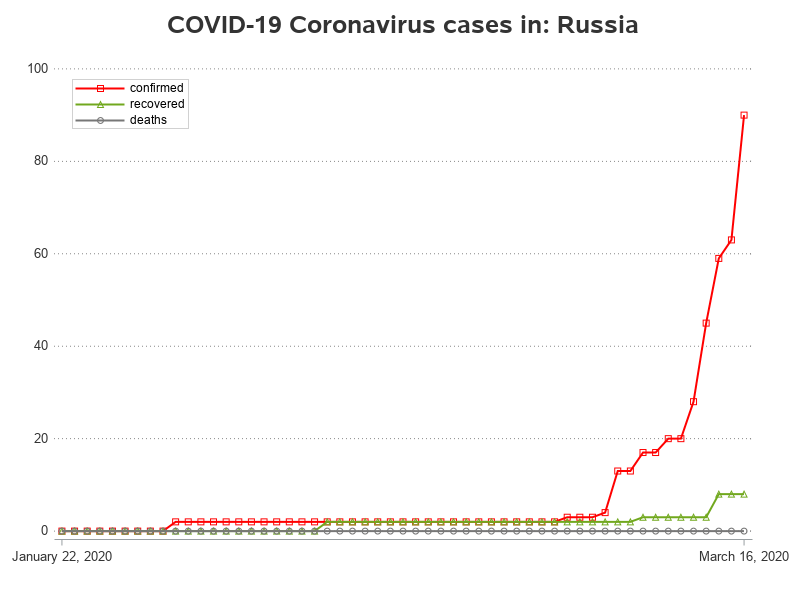 COVID-19 Coronavirus cases in: Russia
100
confirmed
recovered
deaths
80
60
40
20
0
January 22, 2020
March 16, 2020